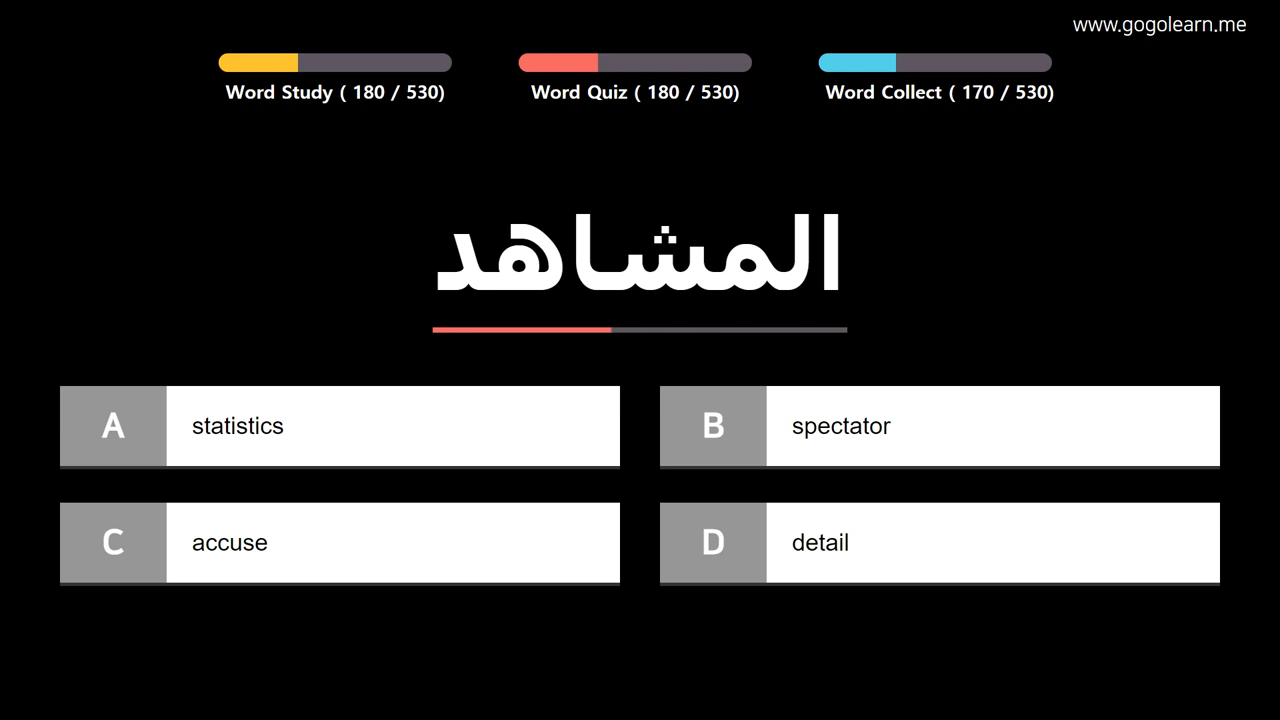 www.gogolearn.me
Word Study ( 180 / 530)
Word Quiz ( 180 / 530)
Word Collect ( 170 / 530)
المشاهد
A statistics
B spectator
C accuse
D detail